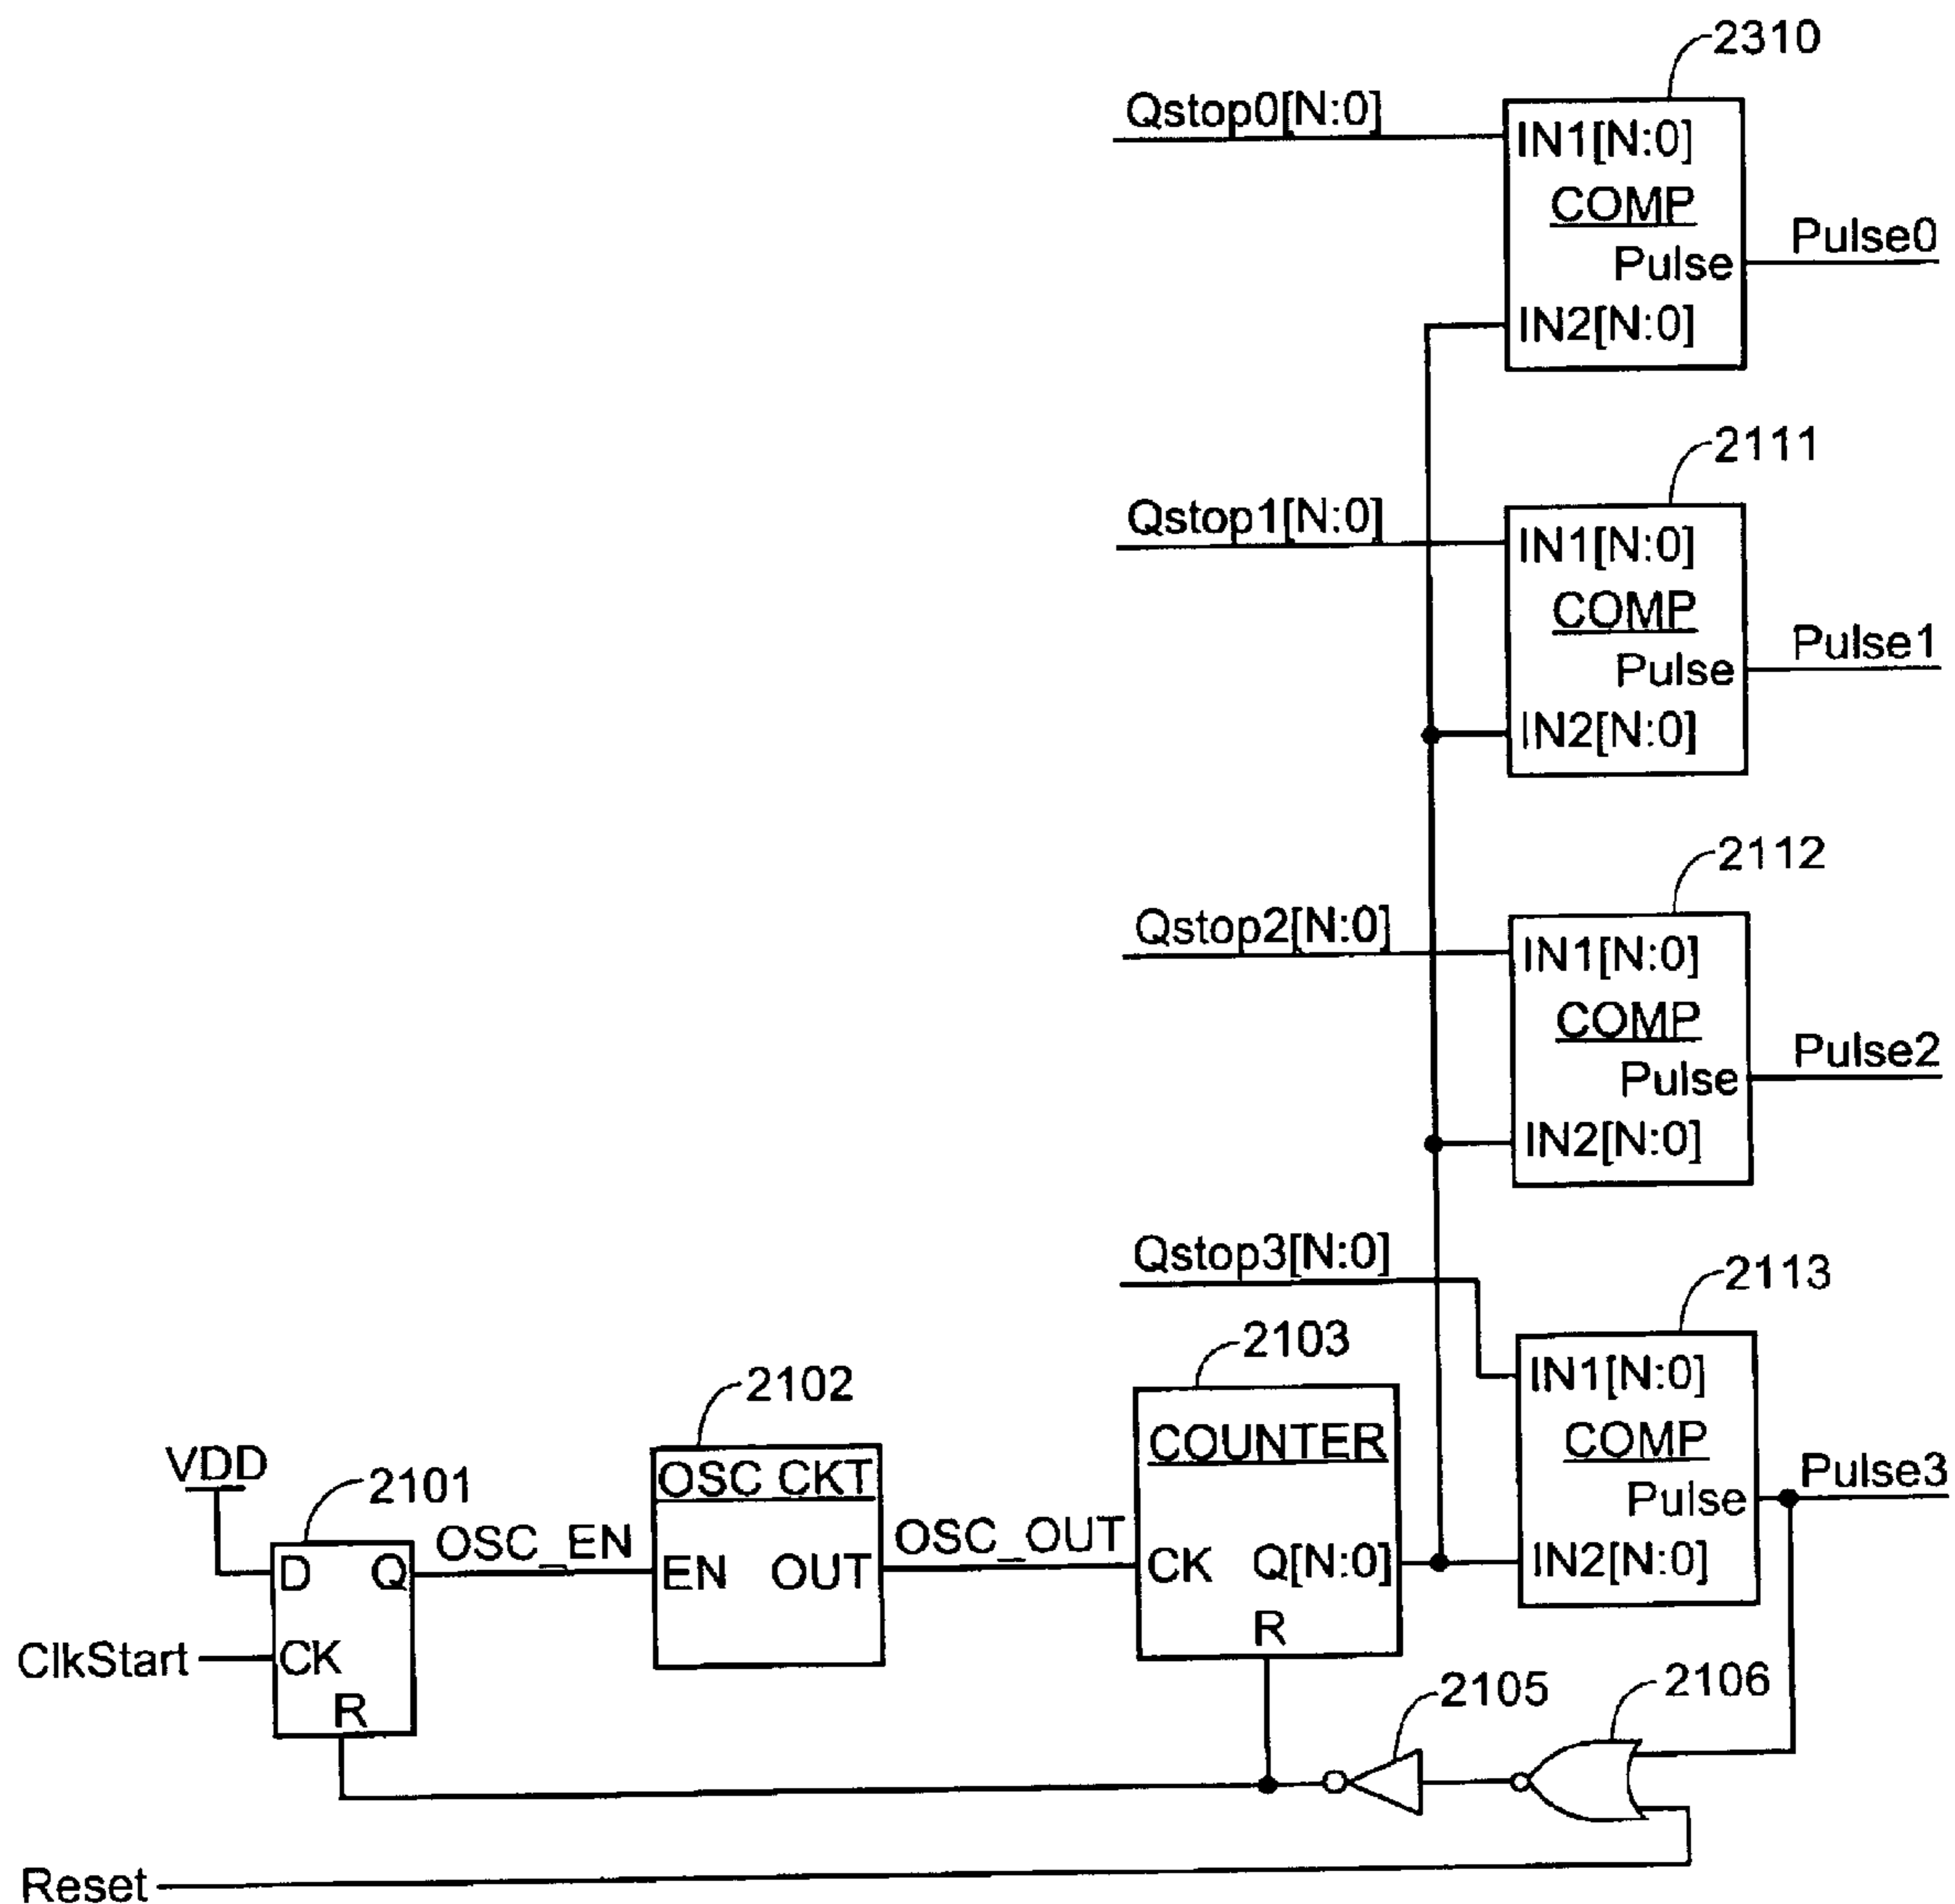 2310
Qstop0[N:0]
IN1[N:0]
COMP
Pulse
Pulse0
IN2[N:0]
2111
Qstop1[N:0]
IN1[N:0]
COMP
Pulse
Pulse1
IN2[N:0]
2112
Qstop2[N:0]
IN1[N:0]
COMP
Pulse
Pulse2
IN2[N:0]
Qstop3[N:0]
2113
IN1[N:0]
COMP
Pulse
Pulse3
IN2[N:0]
2103
COUNTER
CK
Q[N:0]
R
2102
OSC CKT
EN
OUT
OSC_OUT
VDD
2101
D
Q
OSC_EN
ClkStart
CK
R
2105
2106
Reset